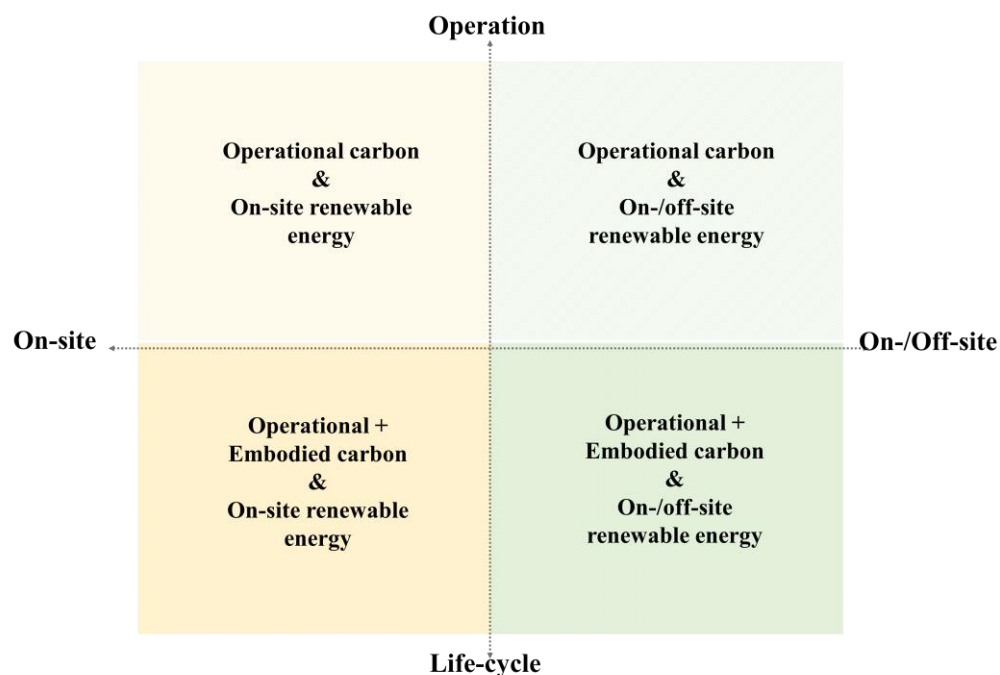 Operation
Operational carbon
&
On-site renewable
energy
Operational carbon
&
On-/off-site
renewable energy
On-site
On-/Off-site
Operational +
Embodied carbon
&
On-site renewable
energy
Operational +
Embodied carbon
&
On-/off-site
renewable energy
Life-cycle